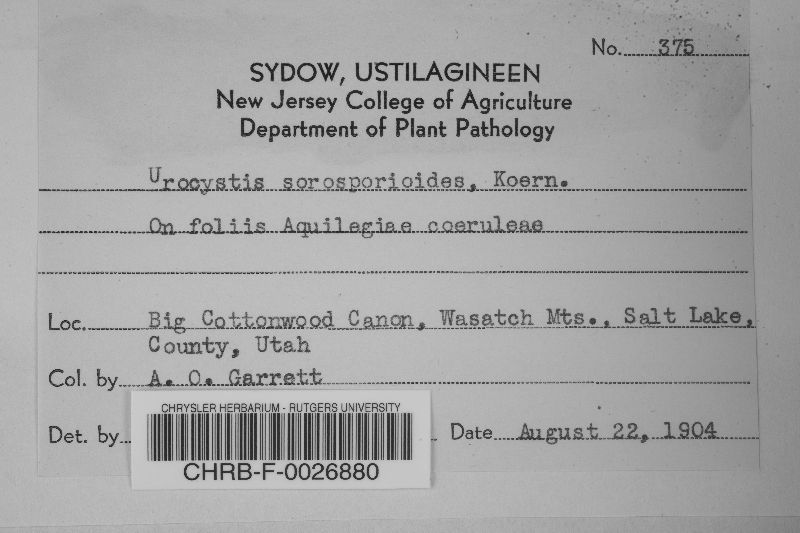 No. 375
SYDOW, USTILAGINEEN
New Jersey College of Agriculture
Department of Plant Pathology
Urocystis sorosporioides, Koern.
On foliis Aquilegiae coeruleae
Loc. Big Cottonwood Canon, Wasatch Mts., Salt Lake,
County, Utah
Col. by A. O. Garrett
Det. by Date August 22, 1904
CHRYSLER HERBARIUM - RUTGERS UNIVERSITY
CHRB-F-0026880